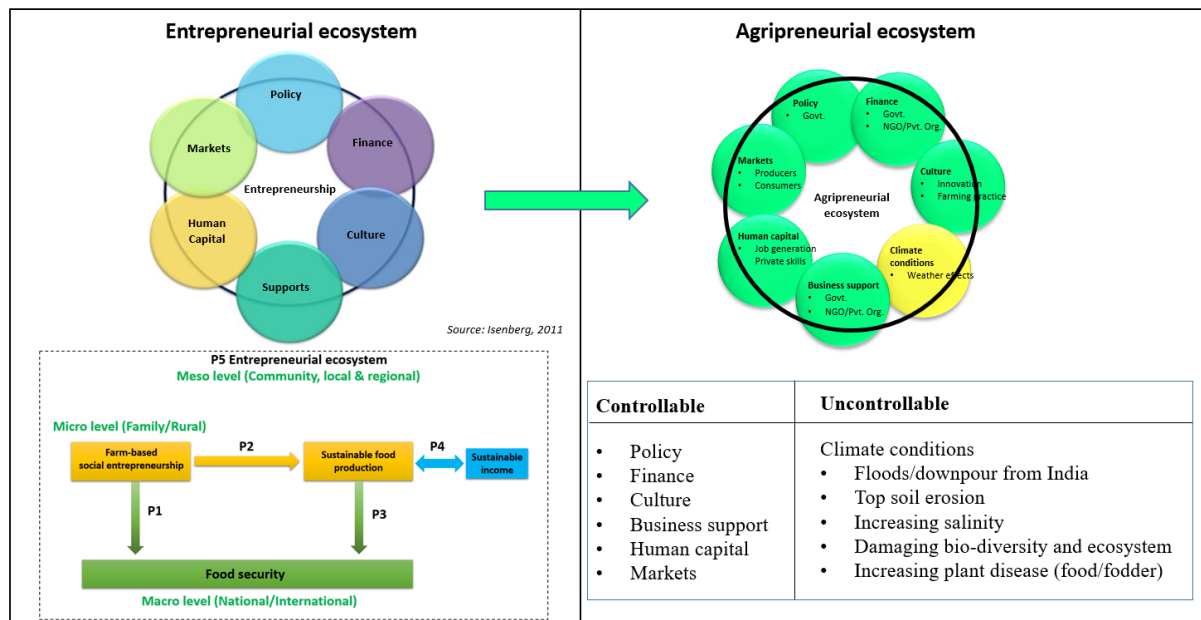 Entrepreneurial ecosystem
Policy
Finance
Markets
Entrepreneurship
Human
Capital
Culture
Supports
Source: Isenberg, 2011
P5 Entrepreneurial ecosystem
Meso level (Community, local & regional)
Micro level (Family/Rural)
Farm-based
social entrepreneurship
P2
Sustainable food
production
P4
Sustainable
income
P1
P3
Food security
Macro level (National/International)
Agripreneurial ecosystem
Policy
• Govt.
Finance
• Govt.
• NGO/Pvt. Org.
Markets
• Producers
• Consumers
Culture
• Innovation
• Farming practice
Agripreneurial
ecosystem
Human capital
• Job generation
Private skills
Climate
conditions
• Weather effects
Business support
• Govt.
• NGO/Pvt. Org.
Controllable
• Policy
• Finance
• Culture
• Business support
• Human capital
• Markets
Uncontrollable
Climate conditions
• Floods/downpour from India
• Top soil erosion
• Increasing salinity
• Damaging bio-diversity and ecosystem
• Increasing plant disease (food/fodder)